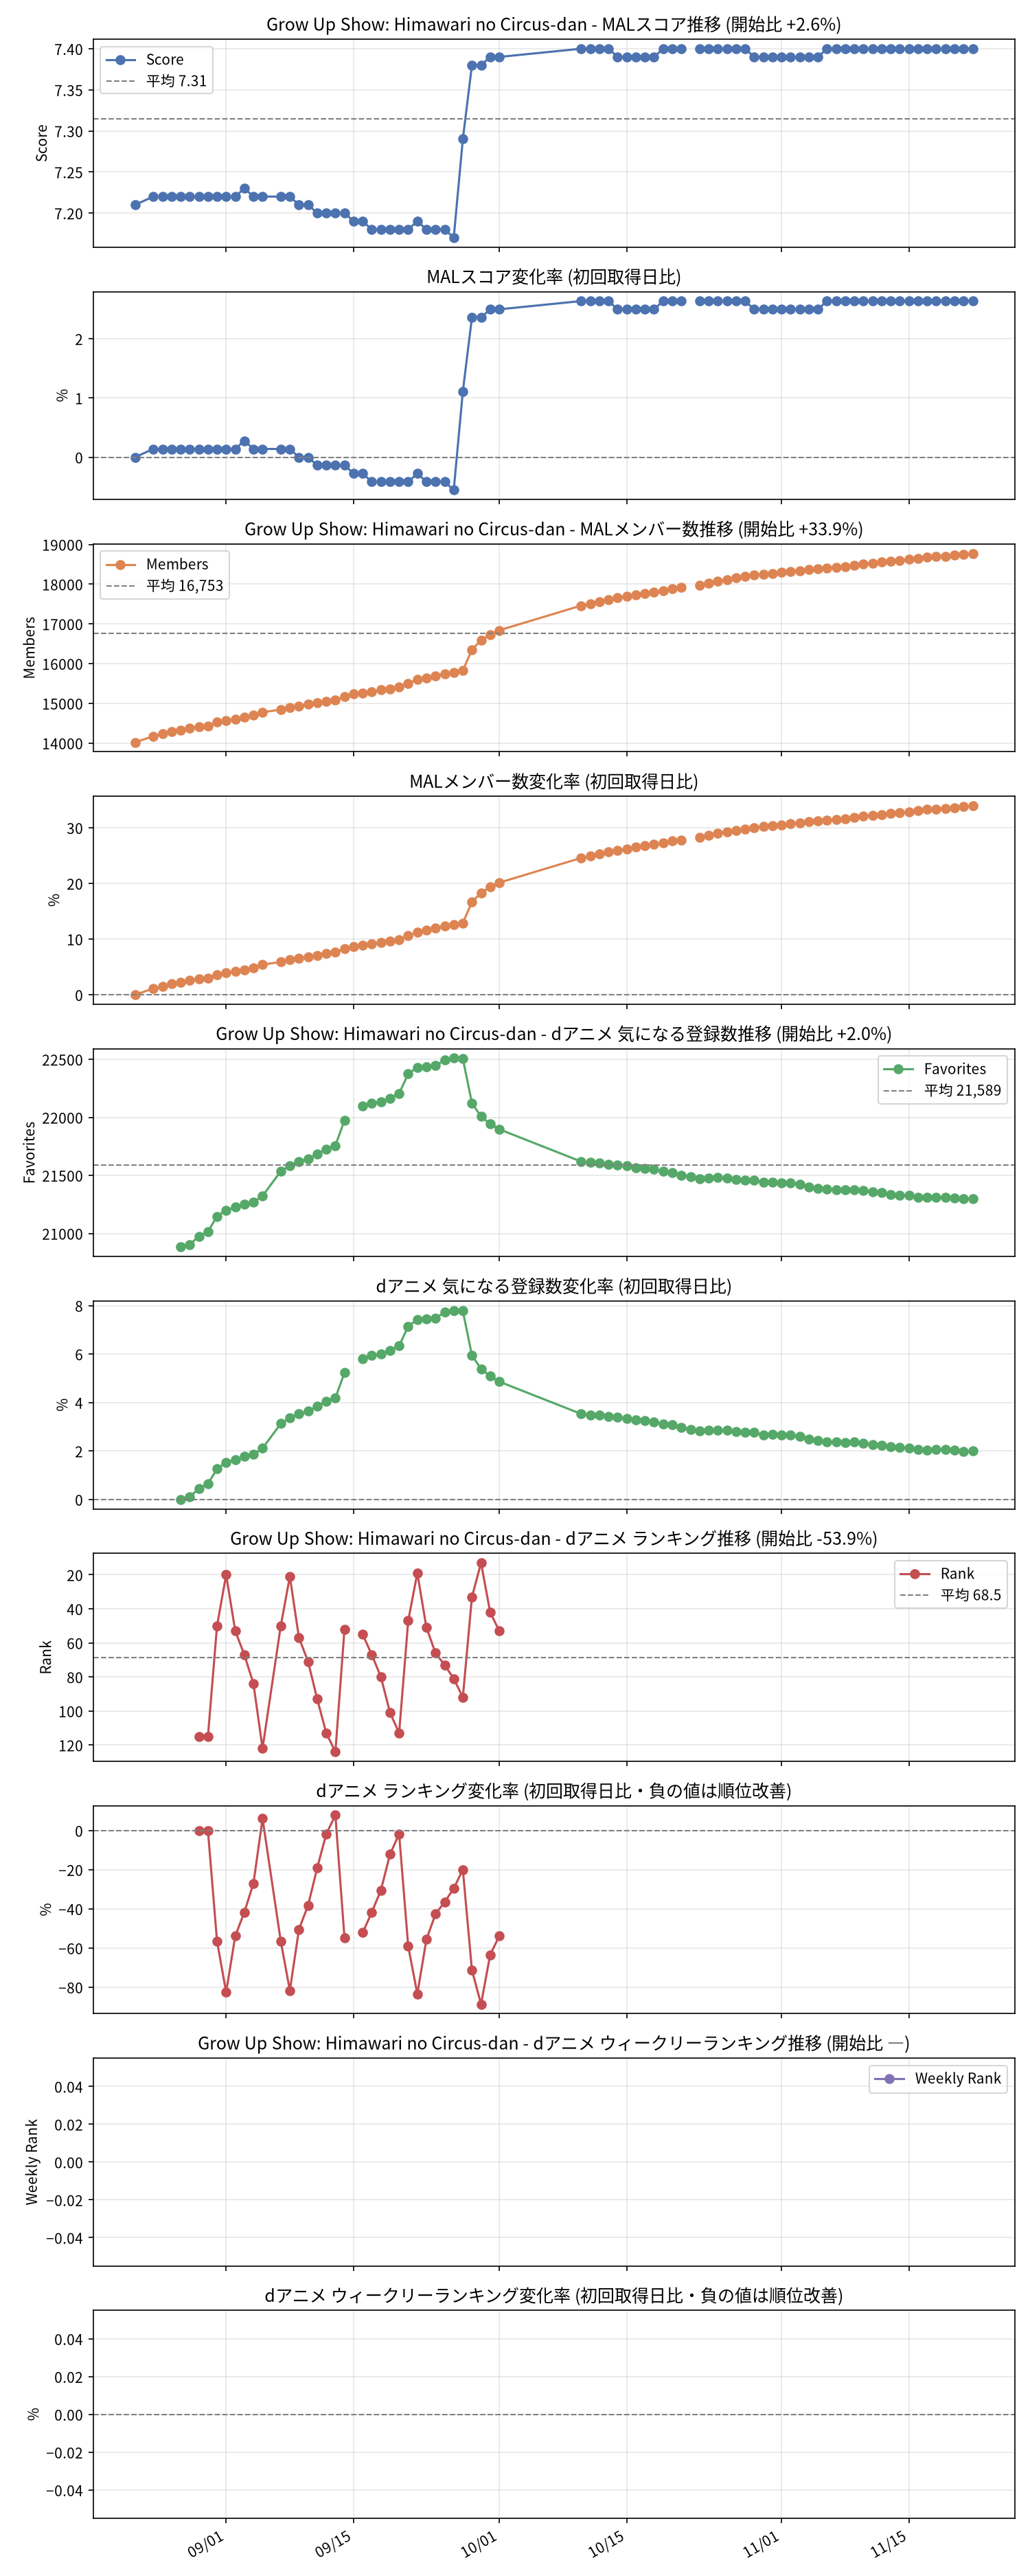 Grow Up Show: Himawari no Circus-dan - MALスコア推移 (開始比 +2.6%)
7.40
7.35
7.30
7.25
7.20
Score
Score
平均 7.31
MALスコア変化率 (初回取得日比)
2
1
0
%
Grow Up Show: Himawari no Circus-dan - MALメンバー数推移 (開始比 +33.9%)
19000
18000
17000
16000
15000
14000
Members
Members
平均 16,753
MALメンバー数変化率 (初回取得日比)
30
20
10
0
%
Grow Up Show: Himawari no Circus-dan - dアニメ 気になる登録数推移 (開始比 +2.0%)
22500
22000
21500
21000
Favorites
Favorites
平均 21,589
dアニメ 気になる登録数変化率 (初回取得日比)
8
6
4
2
0
%
Grow Up Show: Himawari no Circus-dan - dアニメ ランキング推移 (開始比 -53.9%)
20
40
60
80
100
120
Rank
Rank
平均 68.5
dアニメ ランキング変化率 (初回取得日比・負の値は順位改善)
0
−20
−40
−60
−80
%
Grow Up Show: Himawari no Circus-dan - dアニメ ウィークリーランキング推移 (開始比 —)
0.04
0.02
0.00
−0.02
−0.04
Weekly Rank
Weekly Rank
dアニメ ウィークリーランキング変化率 (初回取得日比・負の値は順位改善)
0.04
0.02
0.00
−0.02
−0.04
%
09/01
09/15
10/01
10/15
11/01
11/15